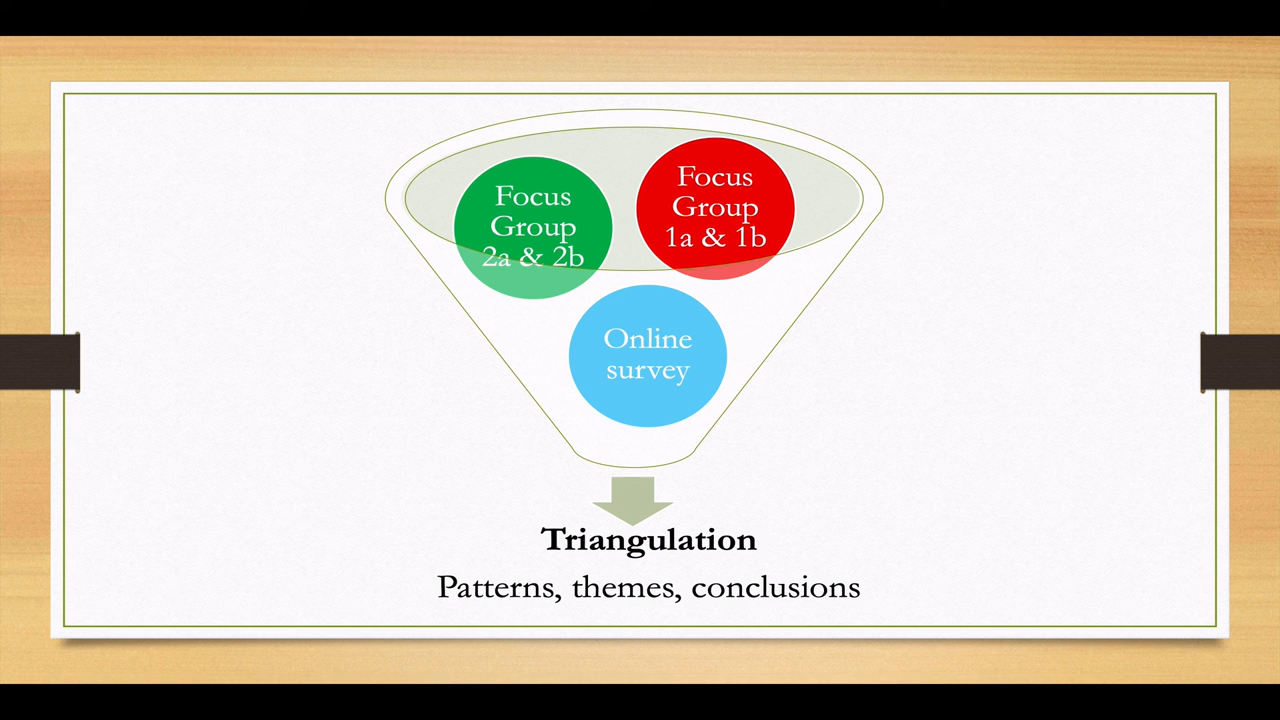 Focus
Group
2a & 2b
Focus
Group
1a & 1b
Online
survey
Triangulation
Patterns, themes, conclusions